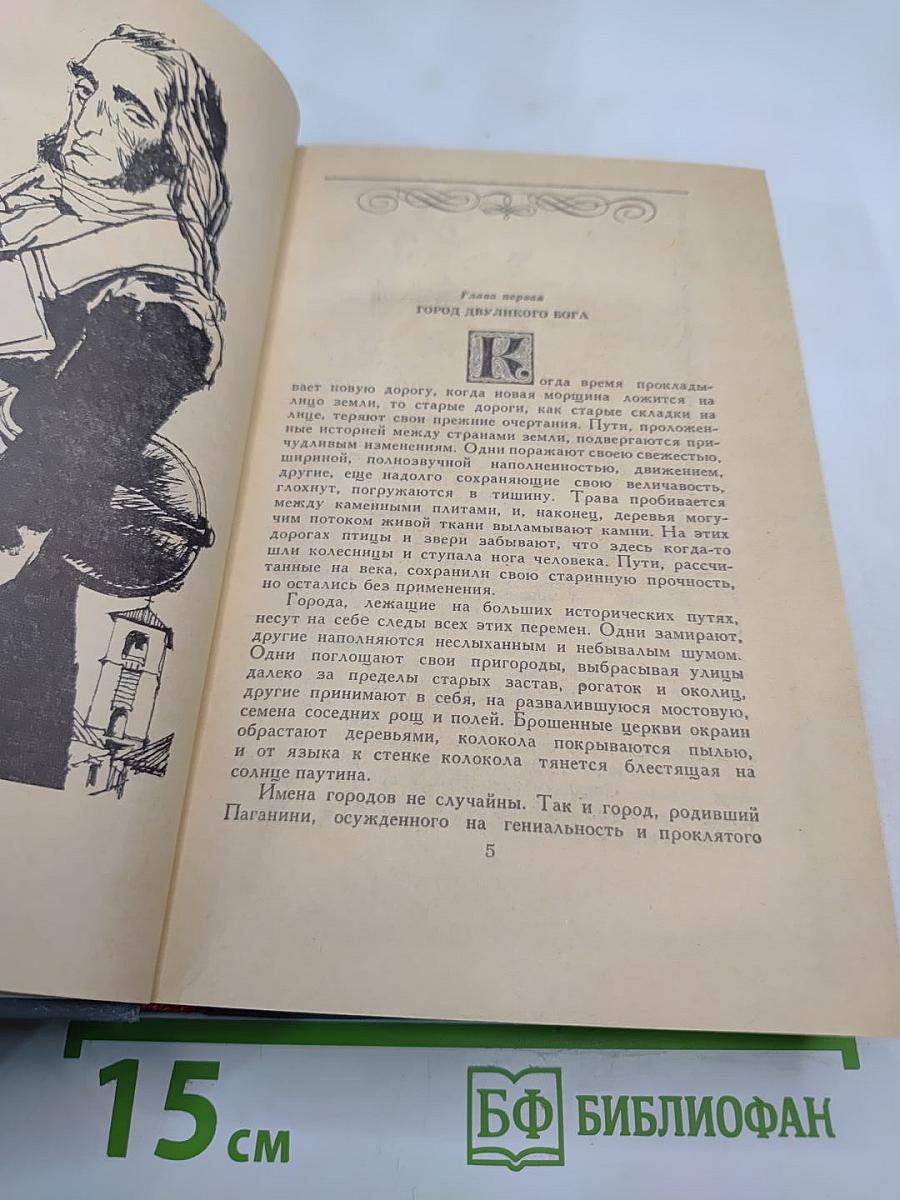 Глава первая
ГОРОД ДВУЛИКОГО БОГА
Когда время проклады-
вает новую дорогу, когда новая морщина ложится на
лицо земли, то старые дороги, как старые складки на
лице, теряют свои прежние очертания. Пути, проложен-
ные историей между странами земли, подвергаются при-
чудливым изменениям. Одни поражают своею свежестью,
шириной, полнозвучной наполненностью, движением,
другие, еще надолго сохраняющие свою величавость,
глохнут, погружаются в тишину. Трава пробивается
между каменными плитами, и, наконец, деревья могу-
чим потоком живой ткани выламывают камни. На этих
дорогах птицы и звери забывают, что здесь когда-то
шли колесницы и ступала нога человека. Пути, рассчи-
танные на века, сохранили свою старинную прочность,
но остались без применения.
Города, лежащие на больших исторических путях,
несут на себе следы всех этих перемен. Одни замирают,
другие наполняются неслыханным и небывалым шумом.
Одни поглощают свои пригороды, выбрасывая улицы
далеко за пределы старых застав, рогаток и околиц,
другие принимают в себя, на развалившуюся мостовую,
семена соседних рощ и полей. Брошенные церкви окраин
обрастают деревьями, колокола покрываются пылью,
и от языка к стенке колокола тянется блестящая на
солнце паутина.
Имена городов не случайны. Так и город, родивший
Паганини, осужденного на гениальность и проклятого
5
15 см
БФ БИБЛИОФАН